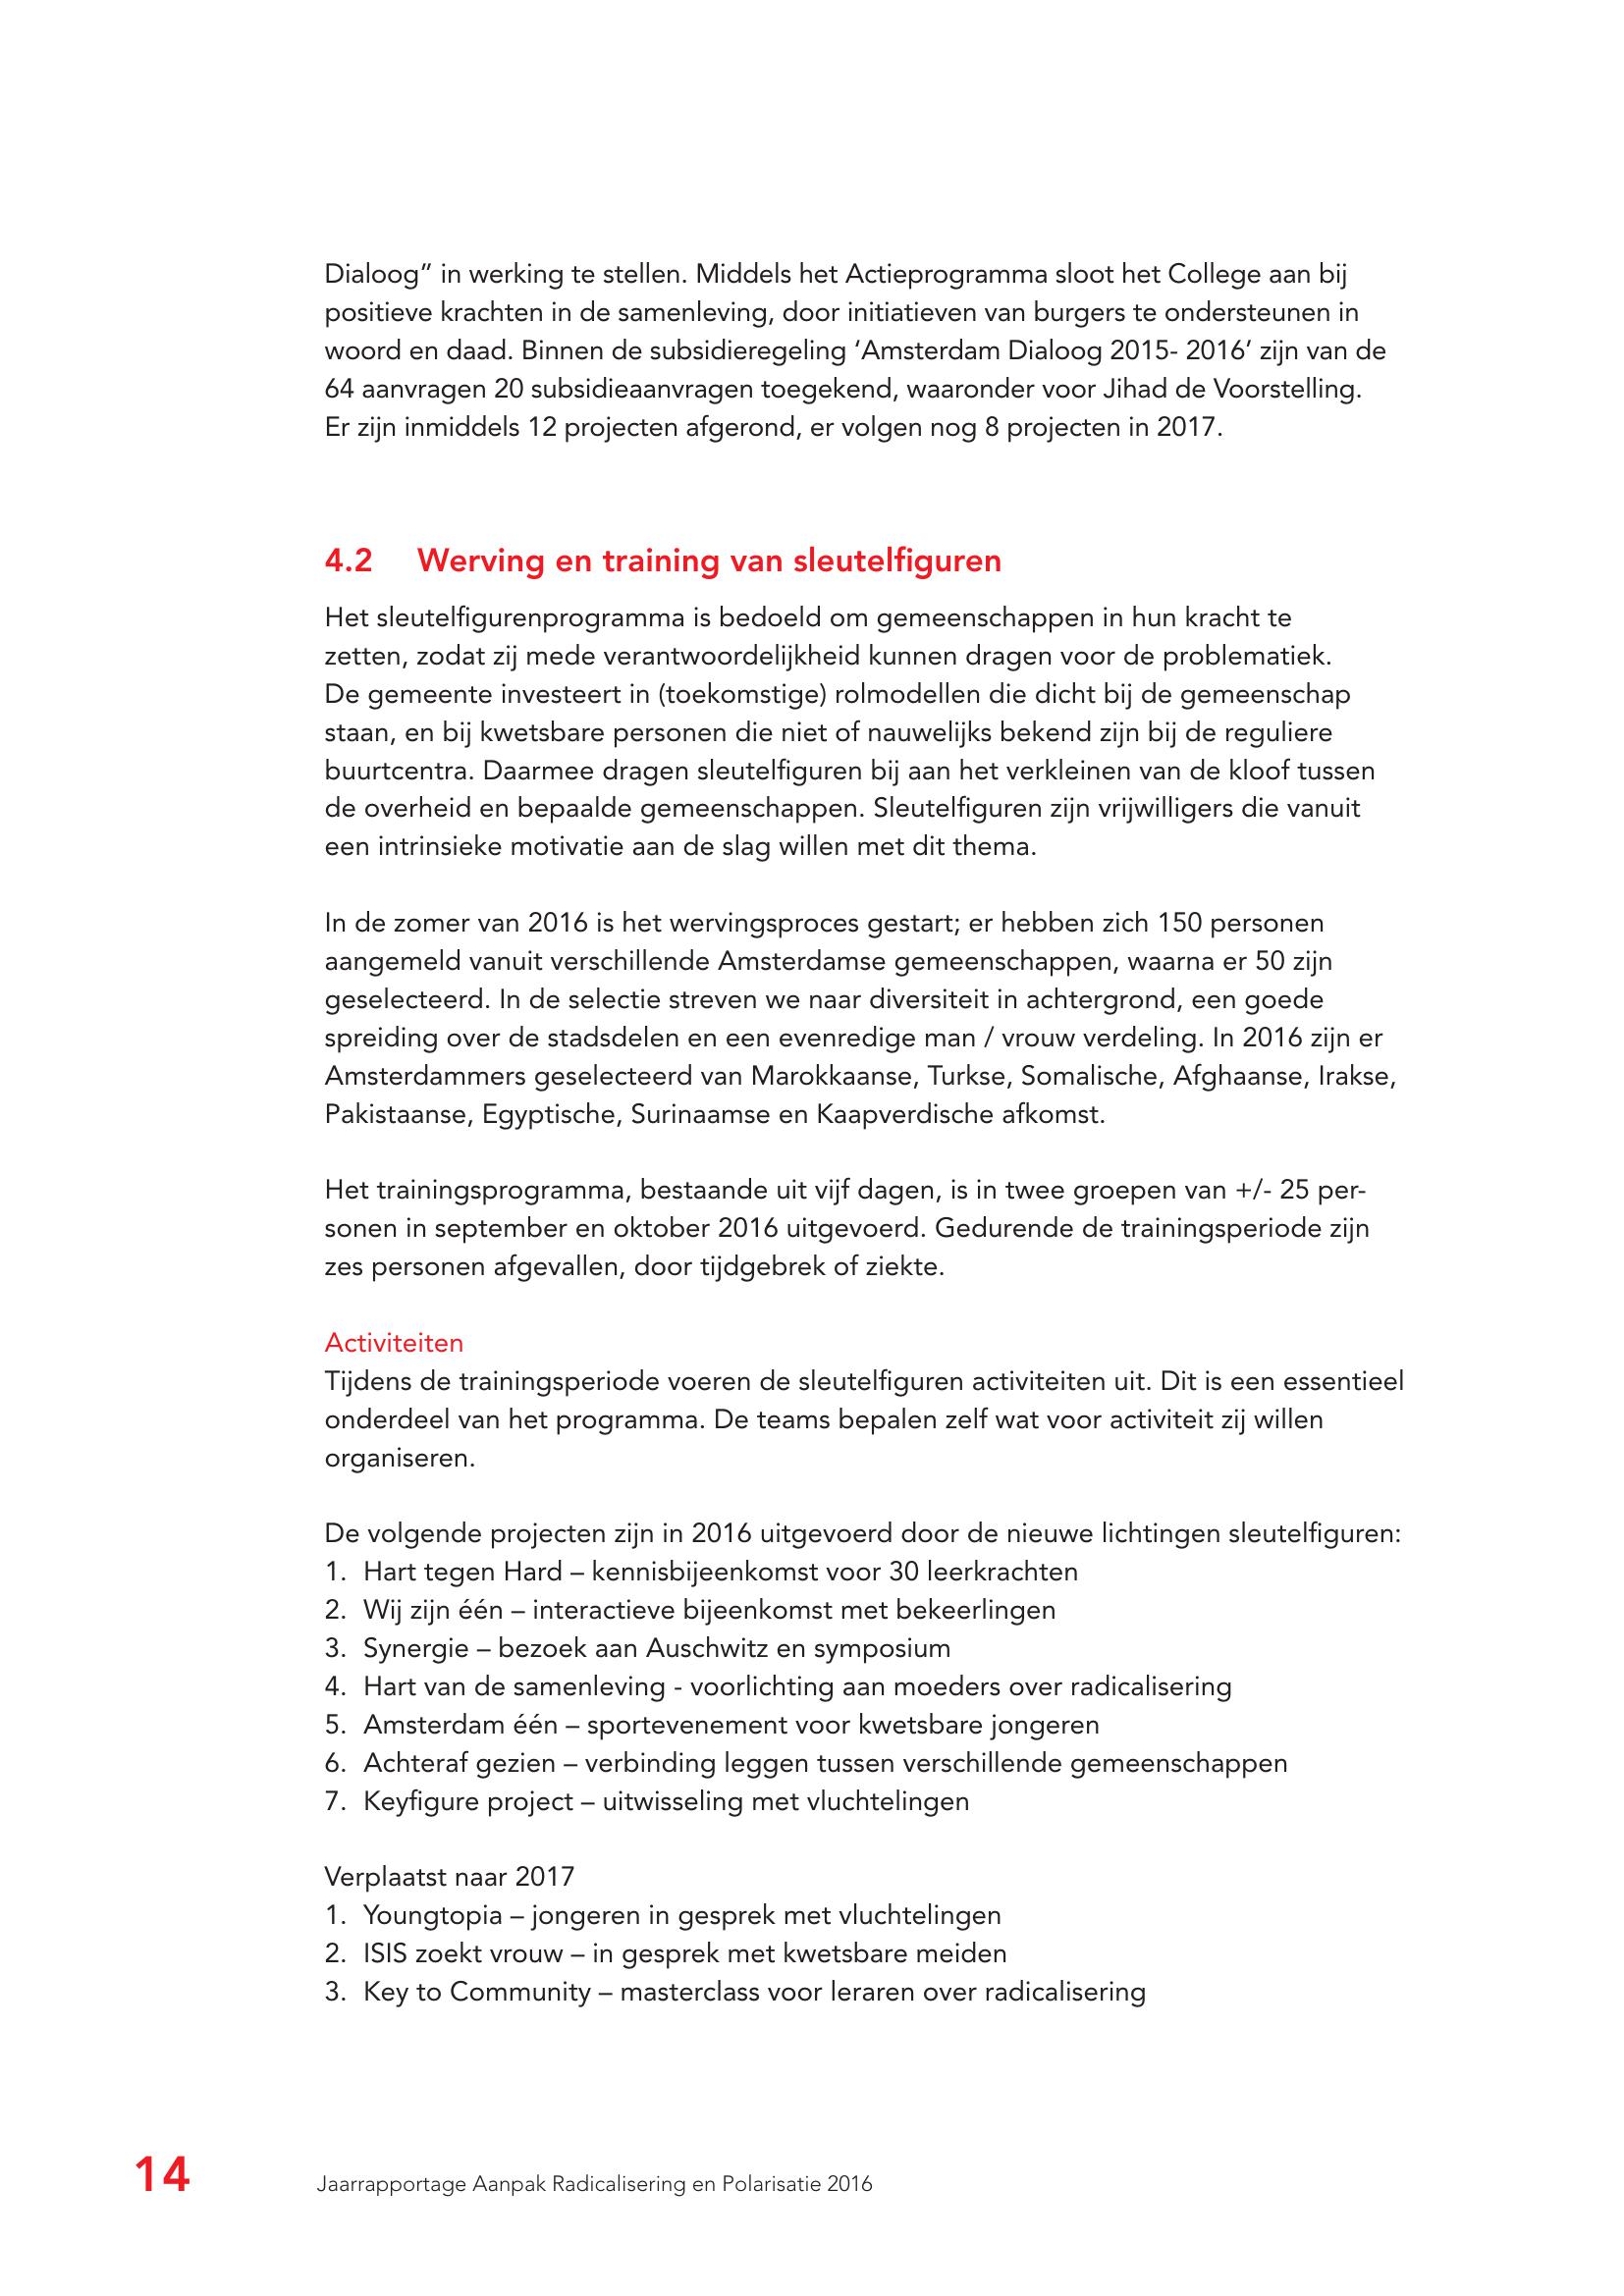 Dialoog” in werking te stellen. Middels het Actieprogramma sloot het College aan bij
positieve krachten in de samenleving, door initiatieven van burgers te ondersteunen in
woord en daad. Binnen de subsidieregeling ‘Amsterdam Dialoog 2015- 2016’ zijn van de
64 aanvragen 20 subsidieaanvragen toegekend, waaronder voor Jihad de Voorstelling.
Er zijn inmiddels 12 projecten afgerond, er volgen nog 8 projecten in 2017.
4.2 Werving en training van sleutelfiguren
Het sleutelfigurenprogramma is bedoeld om gemeenschappen in hun kracht te
zetten, zodat zij mede verantwoordelijkheid kunnen dragen voor de problematiek.
De gemeente investeert in (toekomstige) rolmodellen die dicht bij de gemeenschap
staan, en bij kwetsbare personen die niet of nauwelijks bekend zijn bij de reguliere
buurtcentra. Daarmee dragen sleutelfiguren bij aan het verkleinen van de kloof tussen
de overheid en bepaalde gemeenschappen. Sleutelfiguren zijn vrijwilligers die vanuit
een intrinsieke motivatie aan de slag willen met dit thema.
In de zomer van 2016 is het wervingsproces gestart; er hebben zich 150 personen
aangemeld vanuit verschillende Amsterdamse gemeenschappen, waarna er 50 zijn
geselecteerd. In de selectie streven we naar diversiteit in achtergrond, een goede
spreiding over de stadsdelen en een evenredige man / vrouw verdeling. In 2016 zijn er
Amsterdammers geselecteerd van Marokkaanse, Turkse, Somalische, Afghaanse, Irakse,
Pakistaanse, Egyptische, Surinaamse en Kaapverdische afkomst.
Het trainingsprogramma, bestaande uit vijf dagen, is in twee groepen van +/- 25 per-
sonen in september en oktober 2016 uitgevoerd. Gedurende de trainingsperiode zijn
zes personen afgevallen, door tijdgebrek of ziekte.
Activiteiten
Tijdens de trainingsperiode voeren de sleutelfiguren activiteiten uit. Dit is een essentieel
onderdeel van het programma. De teams bepalen zelf wat voor activiteit zij willen
organiseren.
De volgende projecten zijn in 2016 uitgevoerd door de nieuwe lichtingen sleutelfiguren:
1. Hart tegen Hard – kennisbijeenkomst voor 30 leerkrachten
2. Wij zijn één – interactieve bijeenkomst met bekeerlingen
3. Synergie – bezoek aan Auschwitz en symposium
4. Hart van de samenleving - voorlichting aan moeders over radicalisering
5. Amsterdam één – sportevenement voor kwetsbare jongeren
6. Achteraf gezien – verbinding leggen tussen verschillende gemeenschappen
7. Keyfigure project – uitwisseling met vluchtelingen
Verplaatst naar 2017
1. Youngtopia – jongeren in gesprek met vluchtelingen
2. ISIS zoekt vrouw – in gesprek met kwetsbare meiden
3. Key to Community – masterclass voor leraren over radicalisering
14 Jaarrapportage Aanpak Radicalisering en Polarisatie 2016